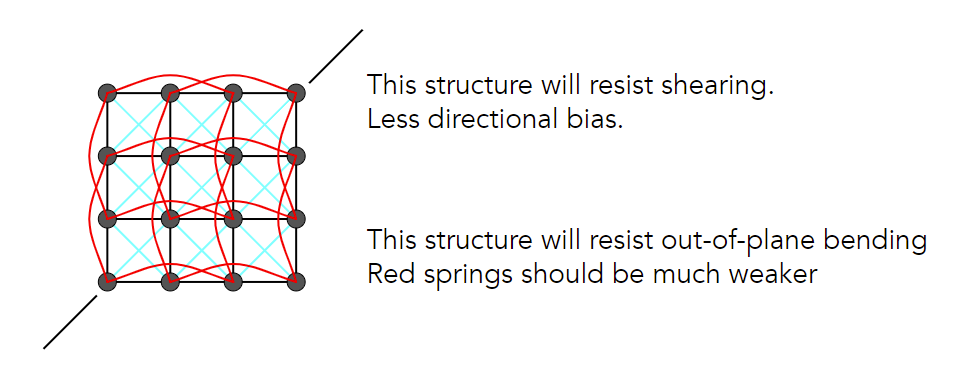 This structure will resist shearing.
Less directional bias.
This structure will resist out-of-plane bending
Red springs should be much weaker